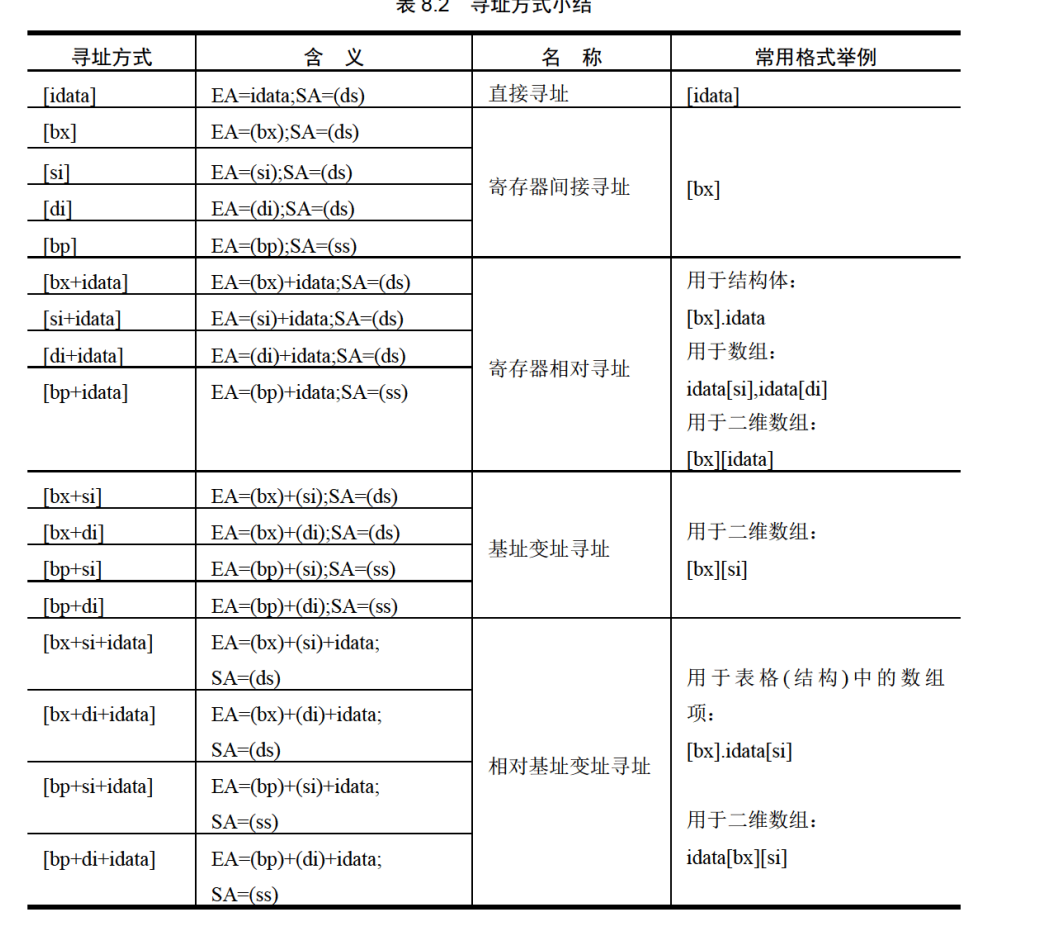 表 8.2 寻址方式小结
寻址方式 含 义 名 称 常用格式举例
[idata] EA=idata;SA=(ds) 直接寻址 [idata]
[bx] EA=(bx);SA=(ds)
[si] EA=(si);SA=(ds)
寄存器间接寻址 [bx]
[di] EA=(di);SA=(ds)
[bp] EA=(bp);SA=(ss)
[bx+idata] EA=(bx)+idata;SA=(ds) 用于结构体：
[si+idata] EA=(si)+idata;SA=(ds) [bx].idata
[di+idata] EA=(di)+idata;SA=(ds) 用于数组：
寄存器相对寻址
[bp+idata] EA=(bp)+idata;SA=(ss) idata[si],idata[di]
用于二维数组：
[bx][idata]
[bx+si] EA=(bx)+(si);SA=(ds)
[bx+di] EA=(bx)+(di);SA=(ds) 用于二维数组：
基址变址寻址
[bp+si] EA=(bp)+(si);SA=(ss) [bx][si]
[bp+di] EA=(bp)+(di);SA=(ss)
[bx+si+idata] EA=(bx)+(si)+idata;
SA=(ds) 用于表格(结构)中的数组
[bx+di+idata] EA=(bx)+(di)+idata; 项：
SA=(ds) [bx].idata[si]
相对基址变址寻址
[bp+si+idata] EA=(bp)+(si)+idata;
SA=(ss) 用于二维数组：
[bp+di+idata] EA=(bp)+(di)+idata; idata[bx][si]
SA=(ss)